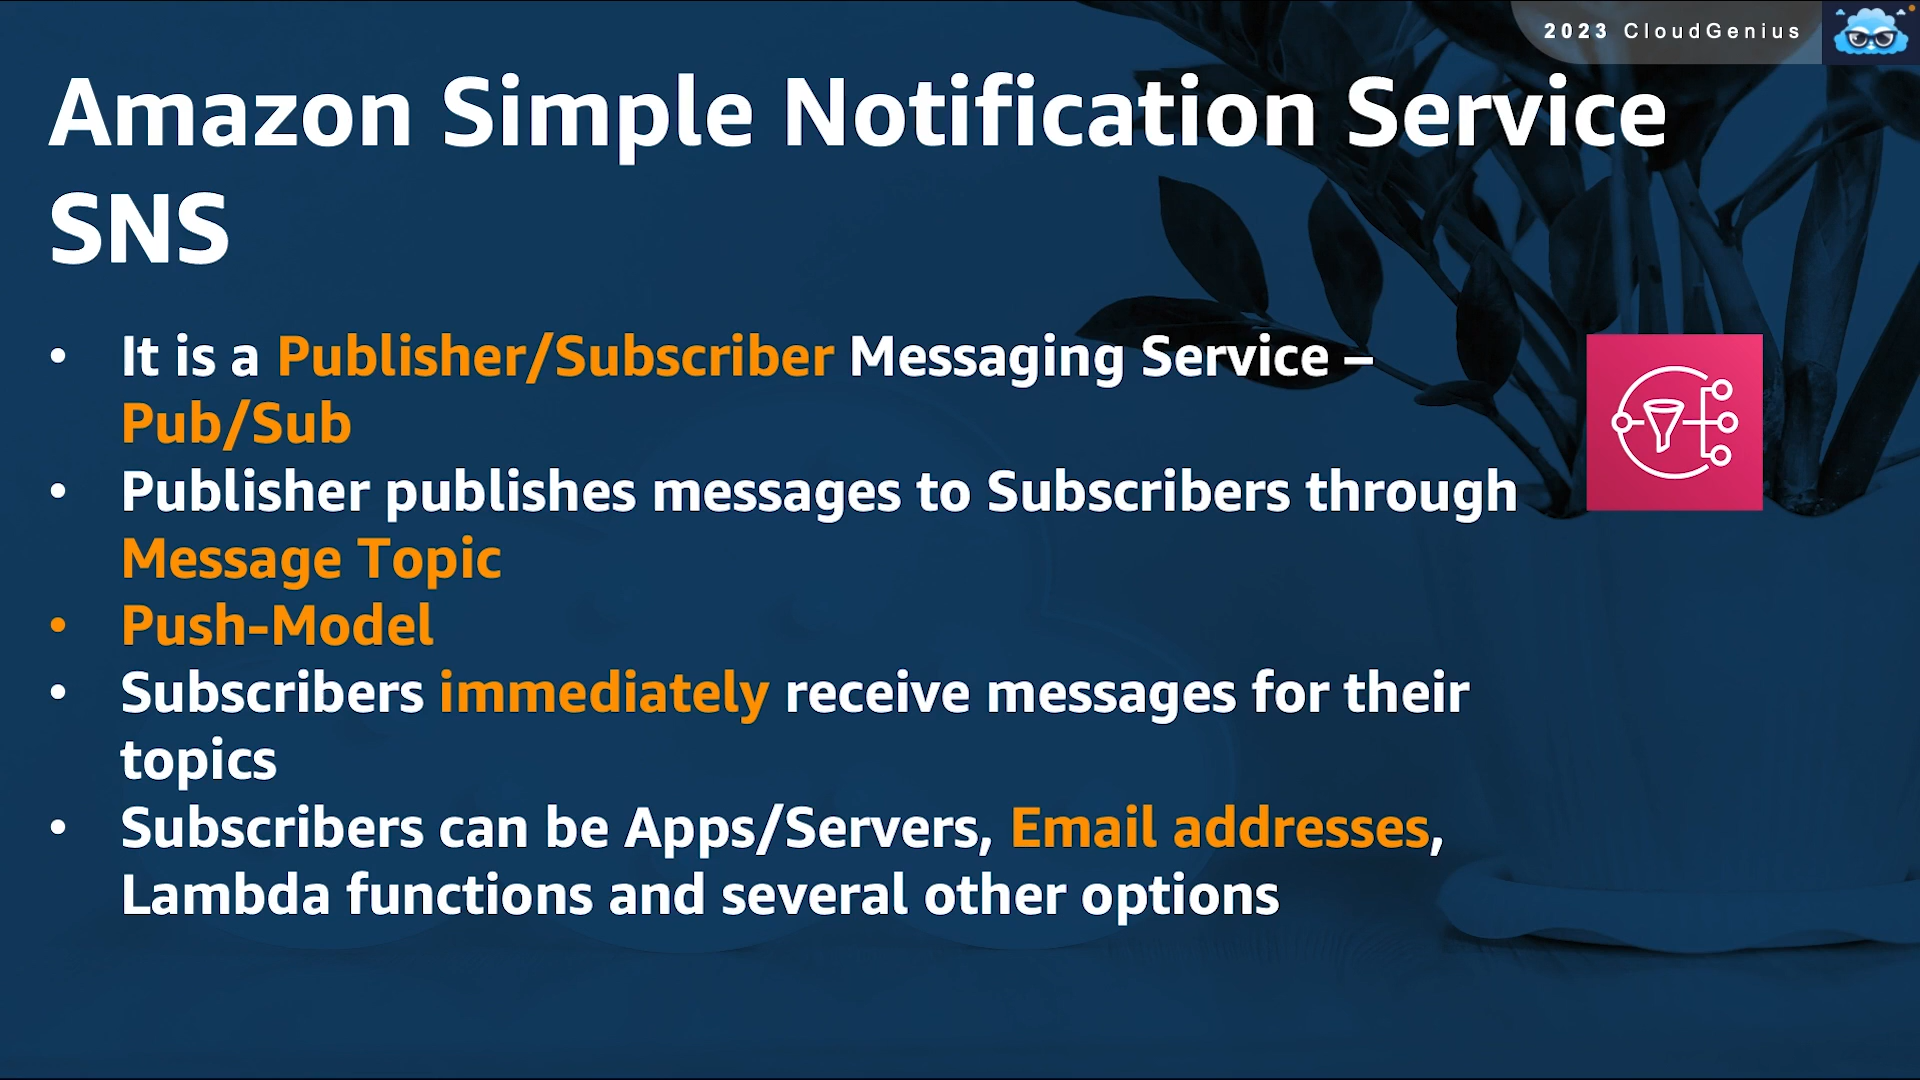 2023 CloudGenius
Amazon Simple Notification Service
SNS
• It is a Publisher/Subscriber Messaging Service –
Pub/Sub
• Publisher publishes messages to Subscribers through
Message Topic
• Push-Model
• Subscribers immediately receive messages for their
topics
• Subscribers can be Apps/Servers, Email addresses,
Lambda functions and several other options